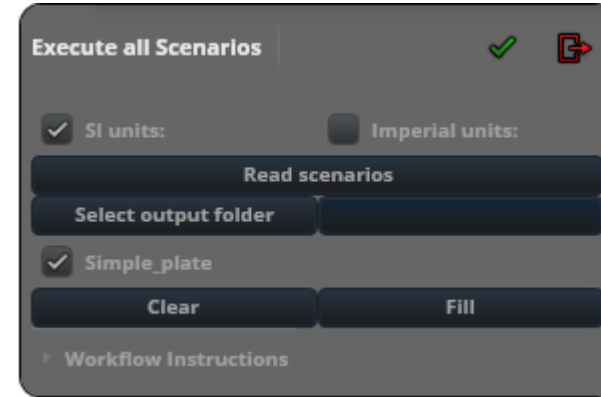 Execute all Scenarios
SI units: Imperial units:
Read scenarios
Select output folder
Simple_plate
Clear Fill
Workflow Instructions